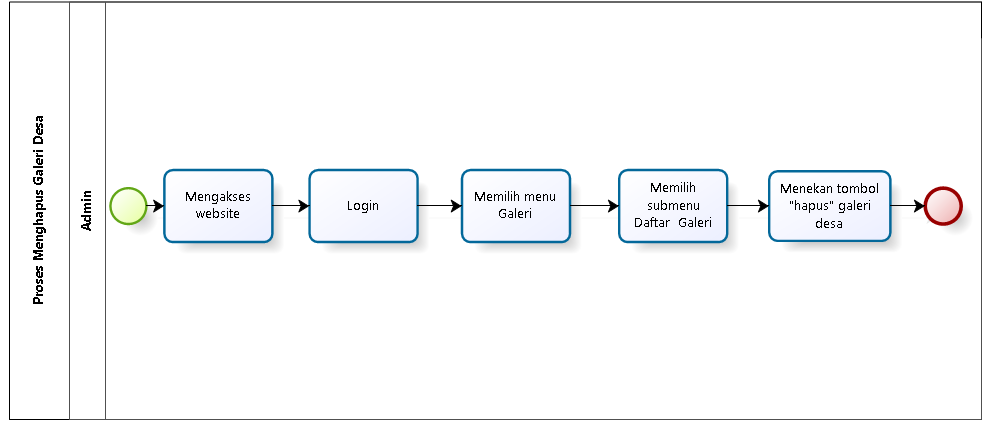 Proses Menghapus Galeri Desa
Admin
Mengakses
website
Login
Memilih menu
Galeri
Memilih
submenu
Daftar Galeri
Menekan tombol
"hapus" galeri
desa